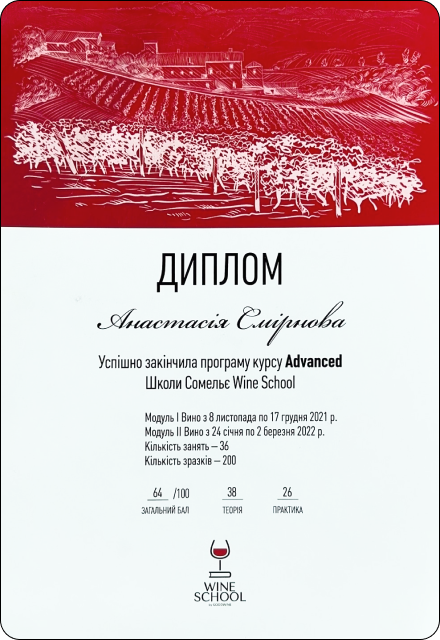 ДИПЛОМ
Анастасія Смірнова
Успішно закінчила програму курсу Advanced
Школи Сомельє Wine School
Модуль I Вино з 8 листопада по 17 грудня 2021 р.
Модуль II Вино з 24 січня по 2 березня 2022 р.
Кількість занять – 36
Кількість зразків – 200
64 /100 38 26
ЗАГАЛЬНИЙ БАЛ ТЕОРІЯ ПРАКТИКА
WINE
SCHOOL